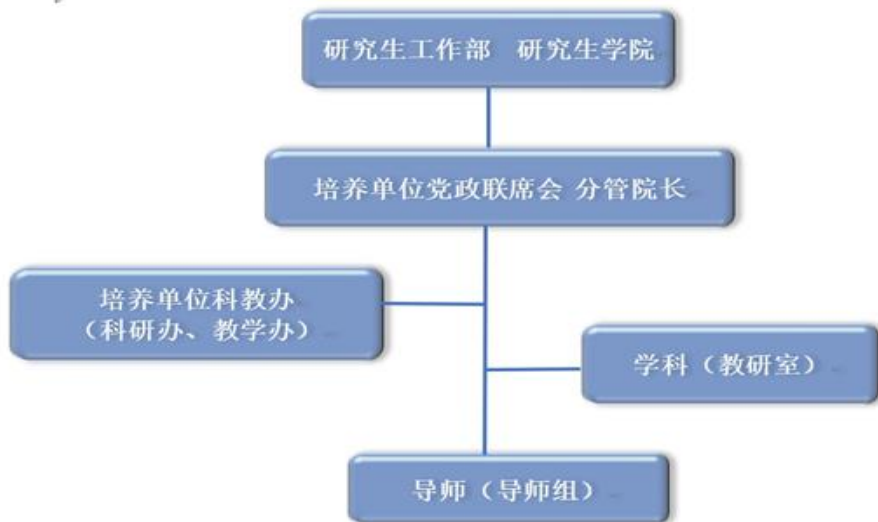 研究生工作部 研究生学院
培养单位党政联席会 分管院长
培养单位科教办
（科研办、教学办）
学科（教研室）
导师（导师组）